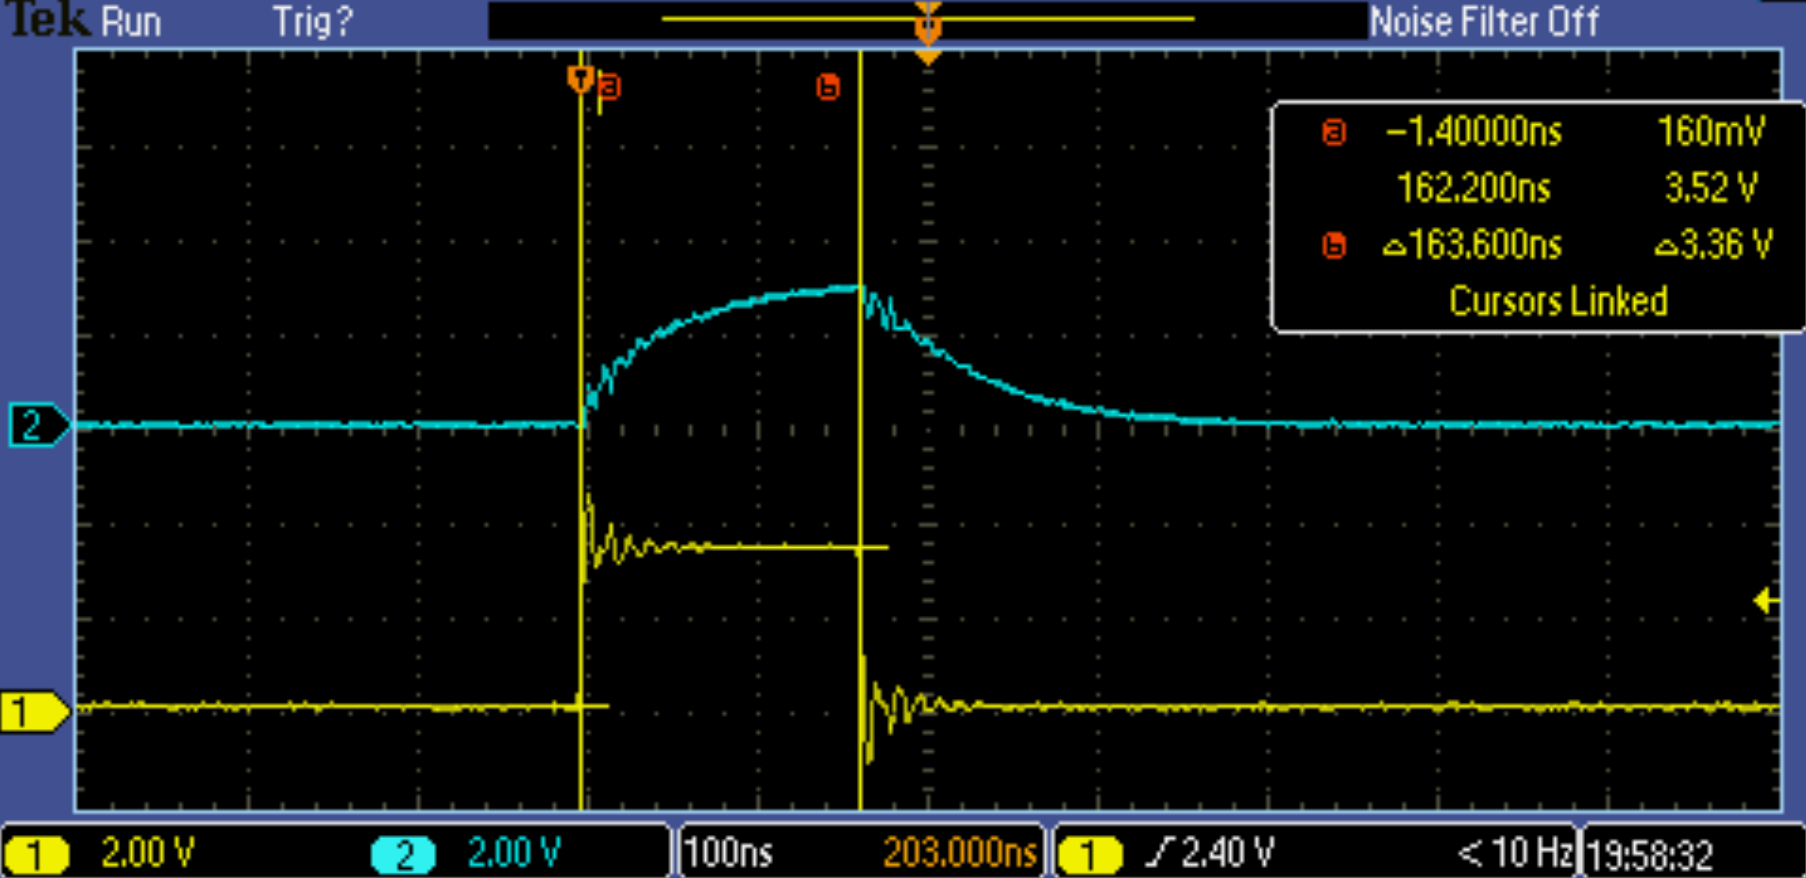 Tek Run Trig? Noise Filter Off
T a b
a −1.40000ns 160mV
162.200ns 3.52 V
b △163.600ns △3.36 V
Cursors Linked
2
1
1 2.00 V 2 2.00 V 100ns 203.000ns 1 2.40 V < 10 Hz 19:58:32